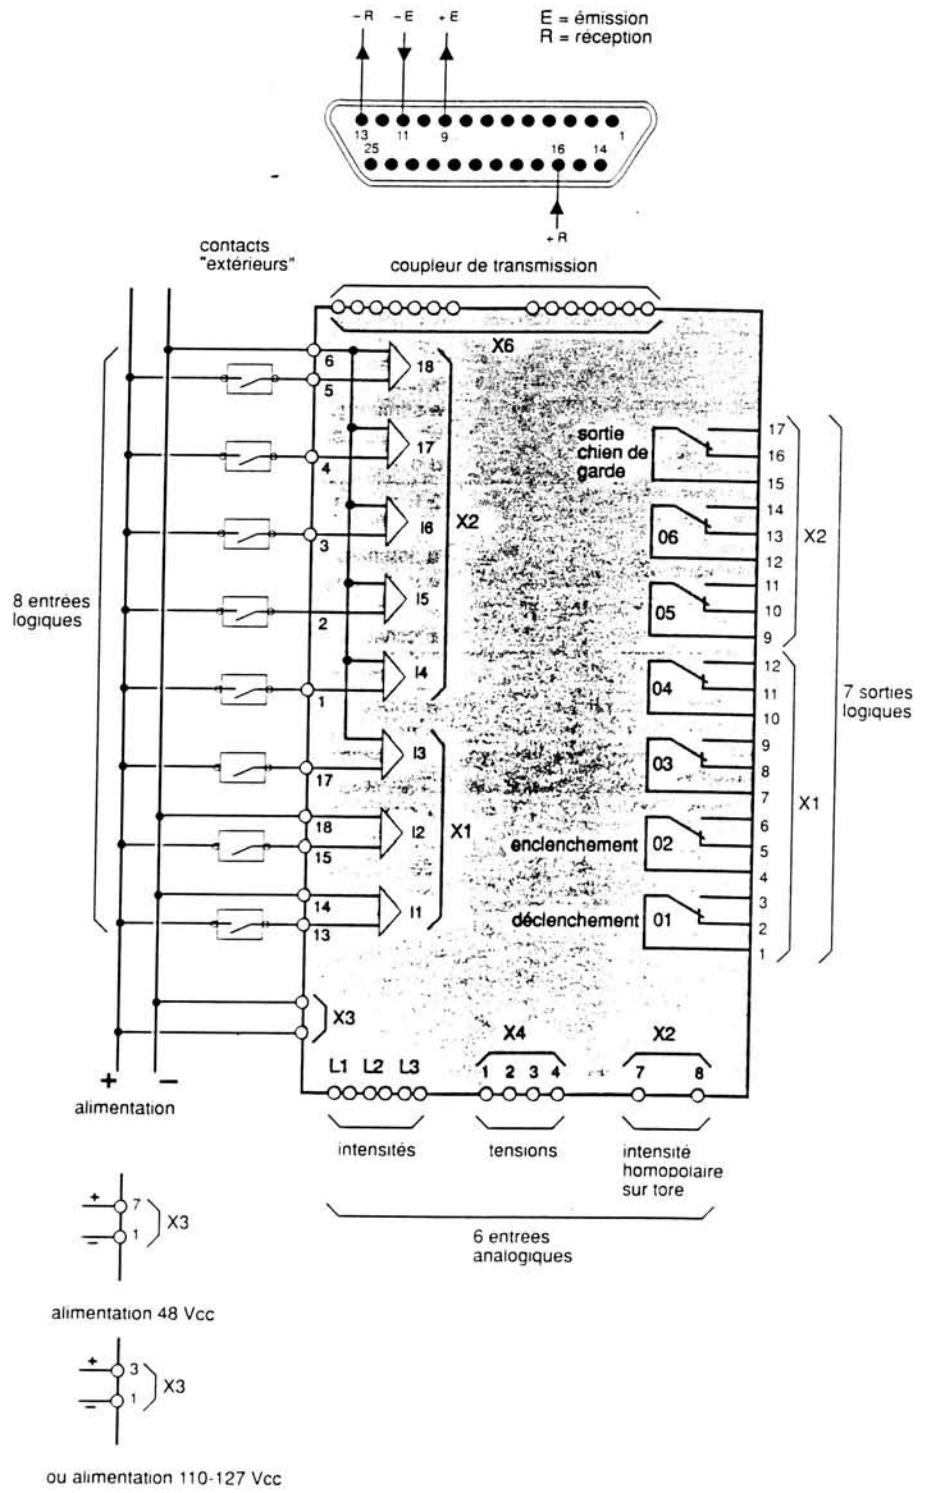 – R – E + E
E = émission
R = réception
13 11 9 1
25 16 14
+ R
contacts
"extérieurs"
coupleur de transmission
X6
6
5
18
4
17
sortie
chien de
garde
17
16
15
3
I6
X2
06
14
13
12
X2
8 entrées
logiques
2
I5
05
11
10
9
1
I4
04
12
11
10
7 sorties
logiques
17
I3
03
9
8
7
X1
18
15
I2
X1
enclenchement
02
6
5
4
14
13
I1
déclenchement
01
3
2
1
X3
X4
X2
L1 L2 L3
1 2 3 4
7 8
+ –
alimentation
intensités
tensions
intensité
homopolaire
sur tore
6 entrees
analogiques
+ 7
– 1
X3
alimentation 48 Vcc
+ 3
– 1
X3
ou alimentation 110-127 Vcc